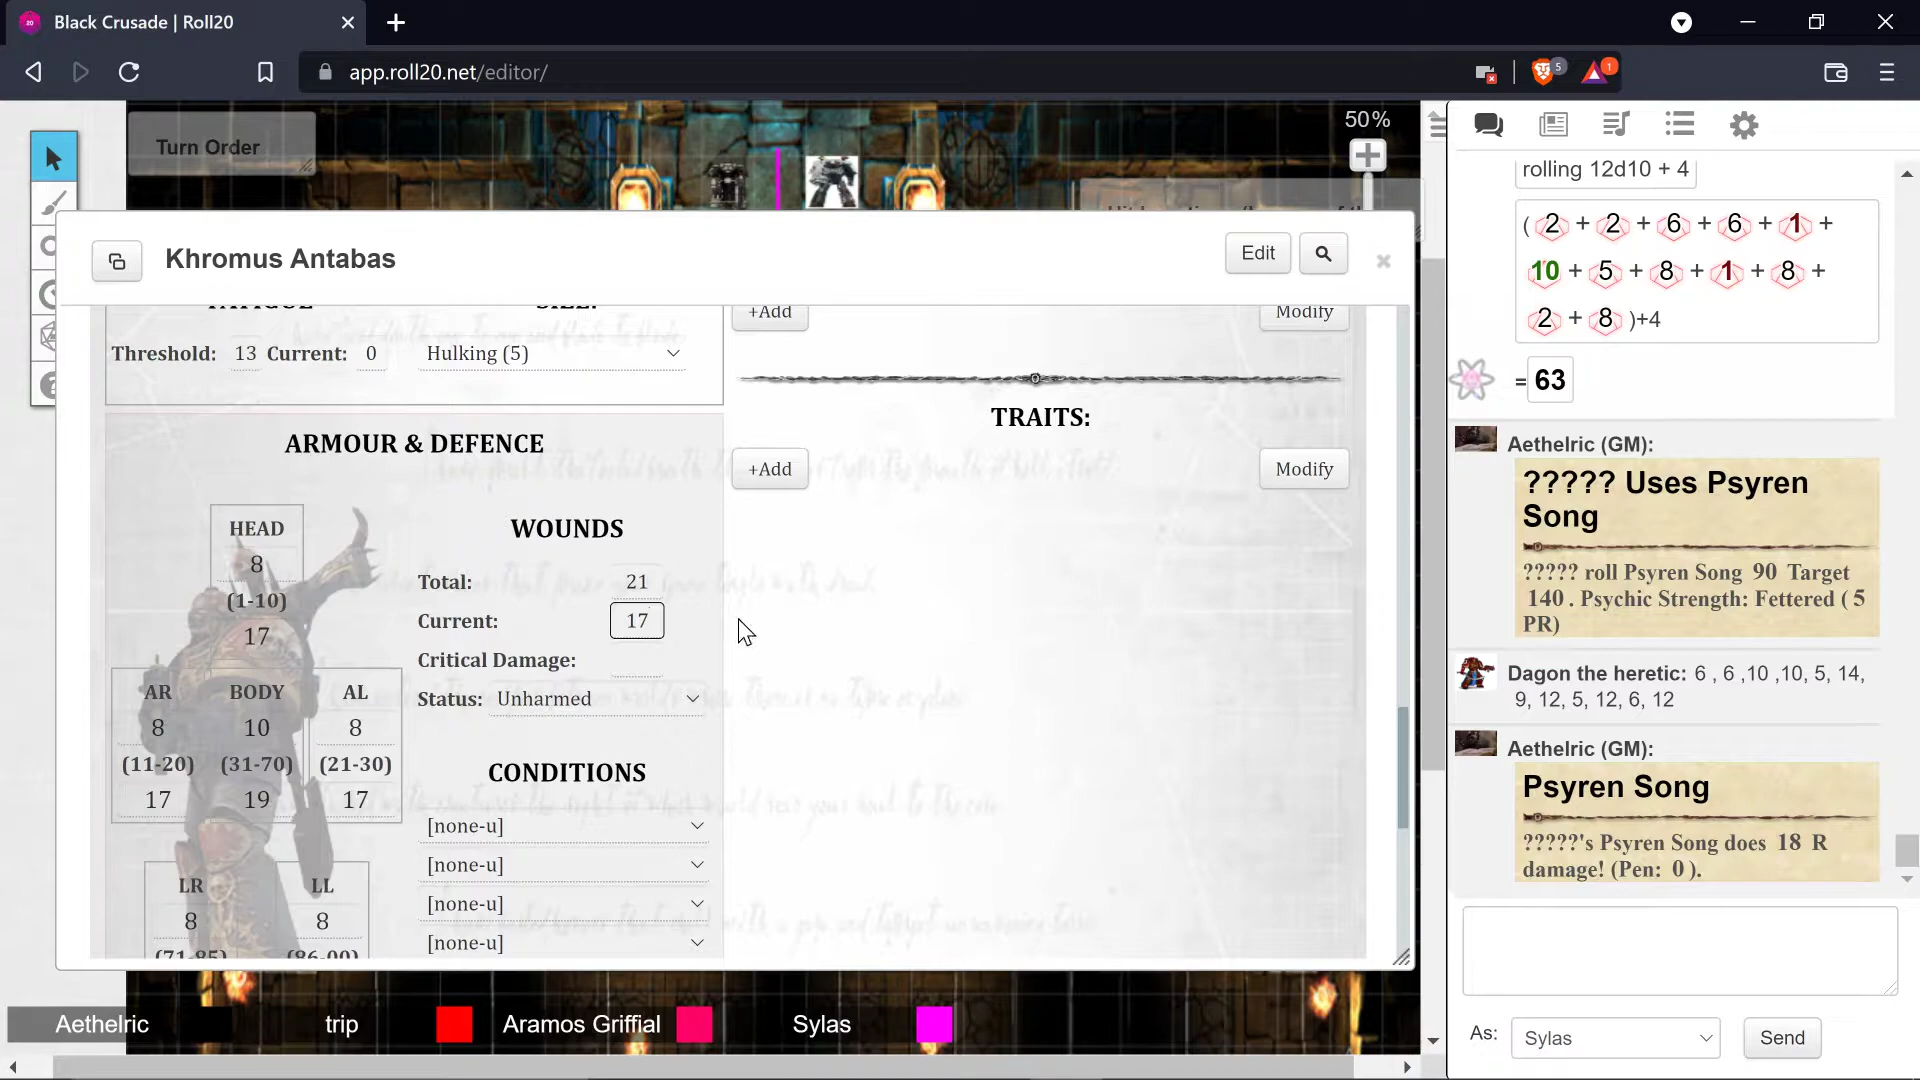 Black Crusade | Roll20
app.roll20.net/editor/
5
1
Turn Order
50%
Khromus Antabas
Edit
Threshold: 13 Current: 0 Hulking (5)
+Add
Modify
TRAITS:
+Add
Modify
ARMOUR & DEFENCE
HEAD
8
(1-10)
17
AR
8
(11-20)
17
BODY
10
(31-70)
19
AL
8
(21-30)
17
LR
8
(71-85)
LL
8
(86-00)
WOUNDS
Total: 21
Current: 17
Critical Damage:
Status: Unharmed
CONDITIONS
[none-u]
[none-u]
[none-u]
[none-u]
Aethelric
trip
Aramos Griffial
Sylas
rolling 12d10 + 4
( 2 + 2 + 6 + 6 + 1 +
10 + 5 + 8 + 1 + 8 +
2 + 8 )+4
= 63
Aethelric (GM):
????? Uses Psyren
Song
????? roll Psyren Song 90 Target
140 . Psychic Strength: Fettered ( 5
PR)
Dagon the heretic: 6 , 6 ,10 ,10, 5, 14,
9, 12, 5, 12, 6, 12
Aethelric (GM):
Psyren Song
?????'s Psyren Song does 18 R
damage! (Pen: 0 ).
As: Sylas
Send